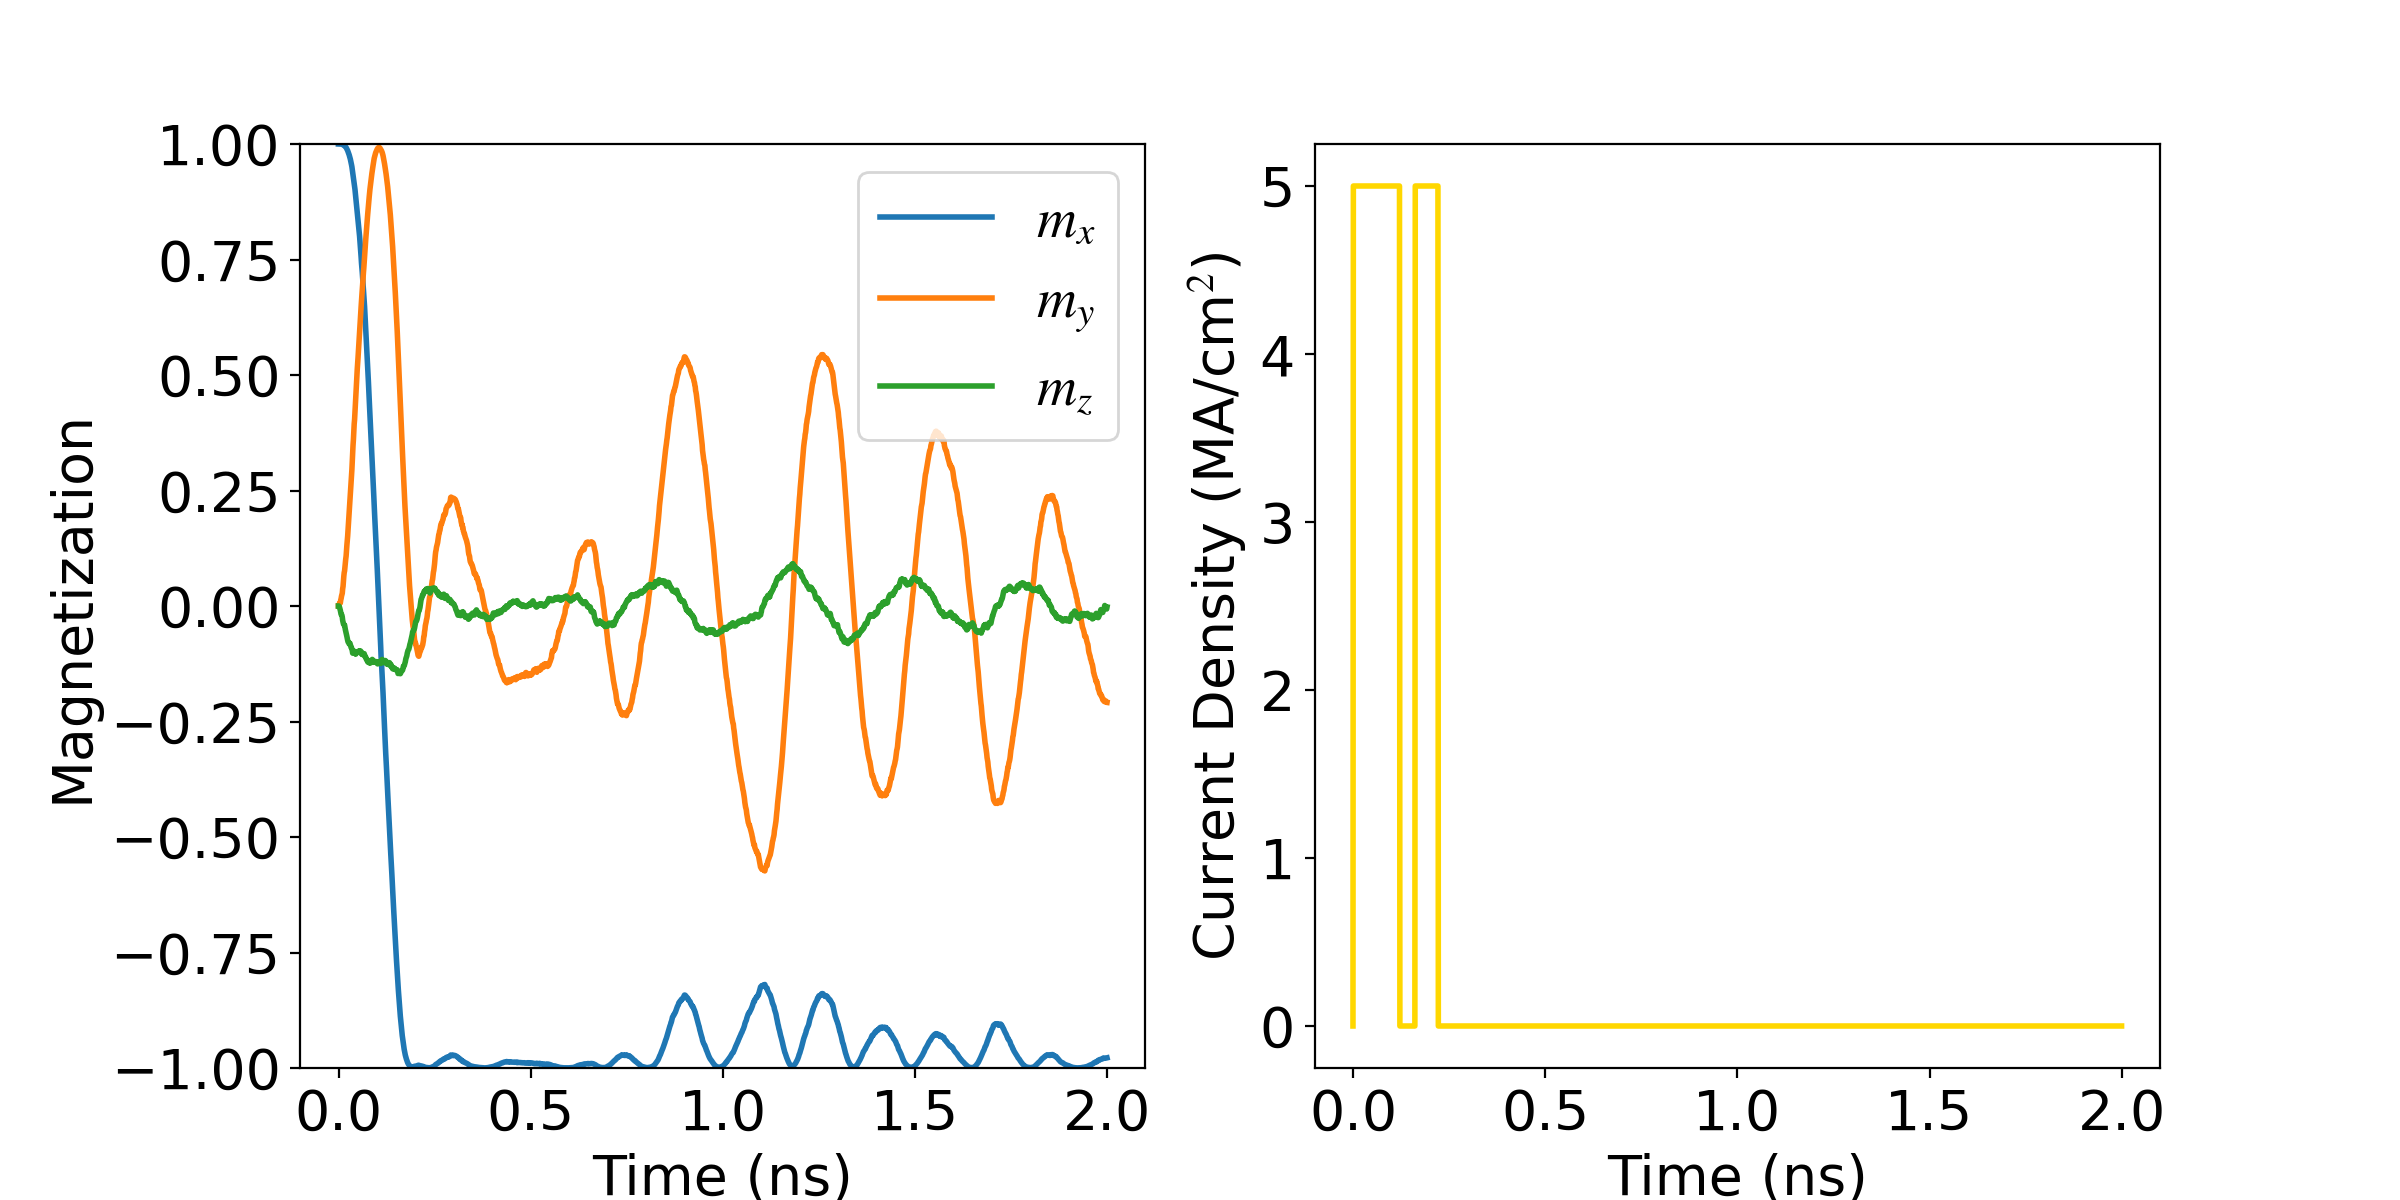 1.00
0.75
0.50
0.25
0.00
−0.25
−0.50
−0.75
−1.00
Magnetization
0.0 0.5 1.0 1.5 2.0
Time (ns)
mₓ
m_y
m_z
5
4
3
2
1
0
Current Density (MA/cm²)
0.0 0.5 1.0 1.5 2.0
Time (ns)